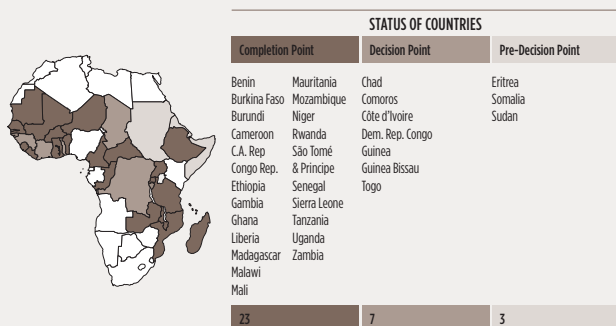 STATUS OF COUNTRIES
Completion Point Decision Point Pre-Decision Point
Benin Mauritania Chad Eritrea
Burkina Faso Mozambique Comoros Somalia
Burundi Niger Côte d'Ivoire Sudan
Cameroon Rwanda Dem. Rep. Congo
C.A. Rep São Tomé Guinea
Congo Rep. & Principe Guinea Bissau
Ethiopia Senegal Togo
Gambia Sierra Leone
Ghana Tanzania
Liberia Uganda
Madagascar Zambia
Malawi
Mali
23 7 3